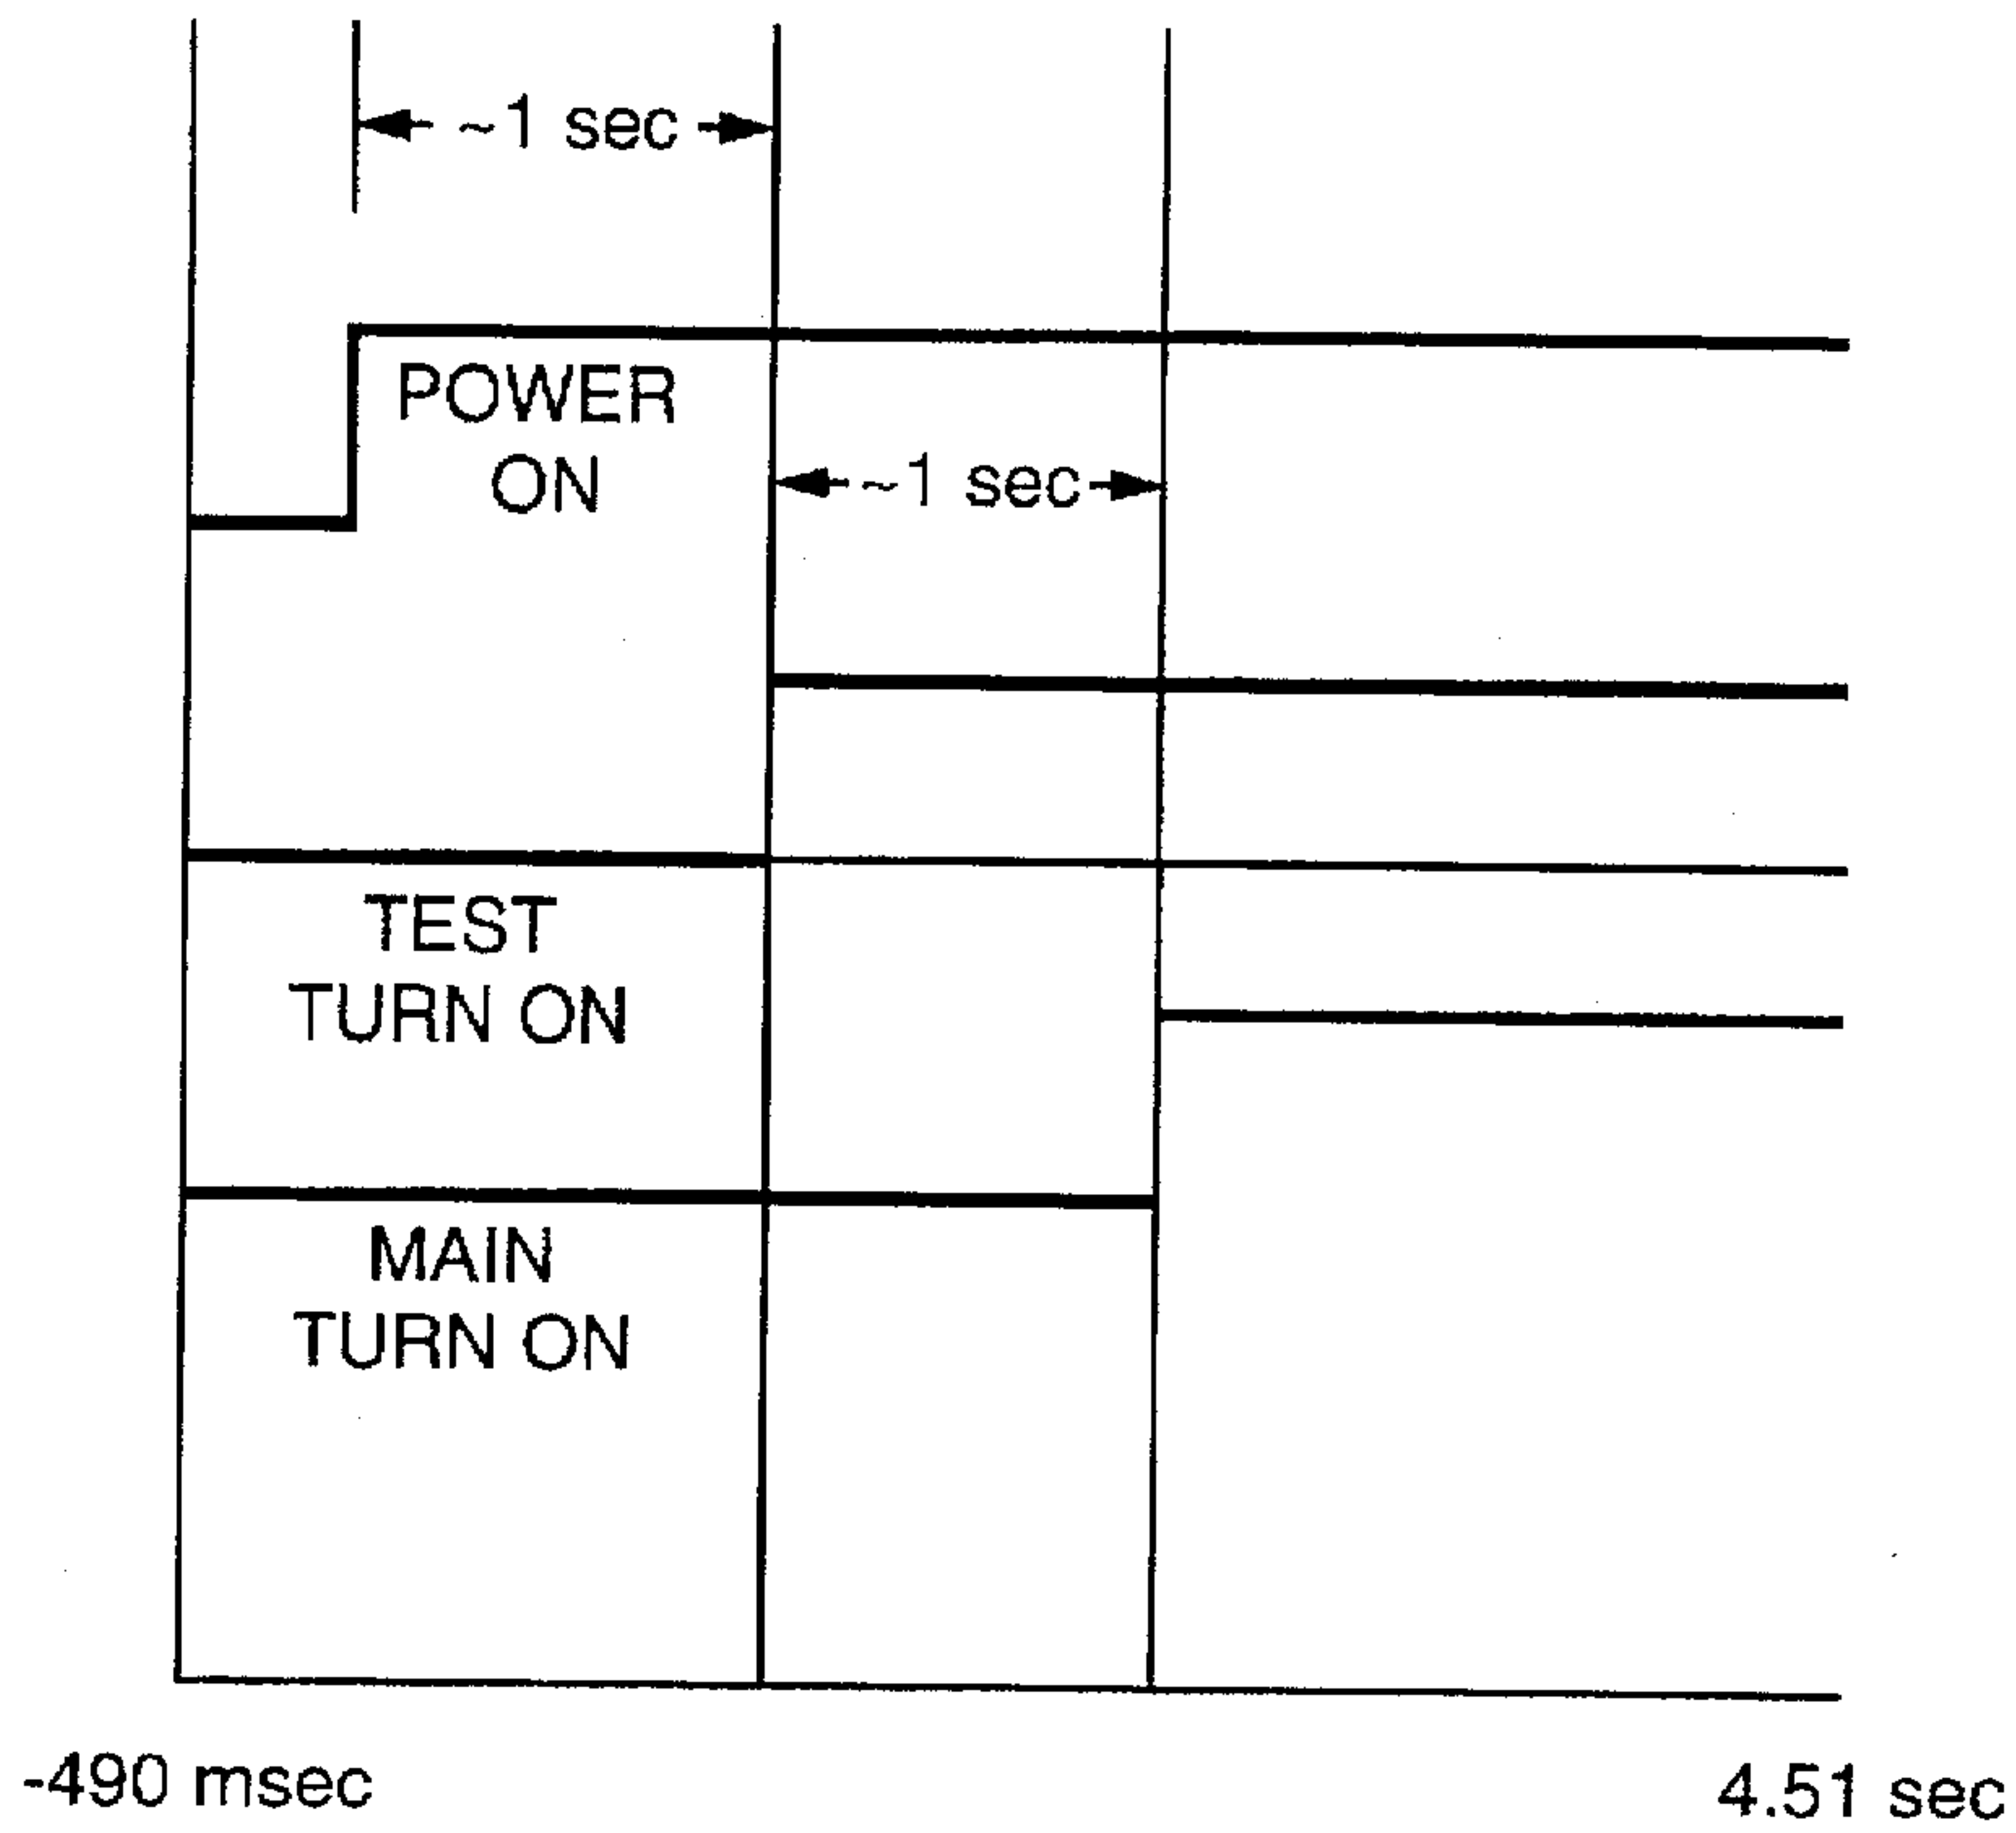 ~1 sec
POWER
ON
~1 sec
TEST
TURN ON
MAIN
TURN ON
-490 msec
4.51 sec